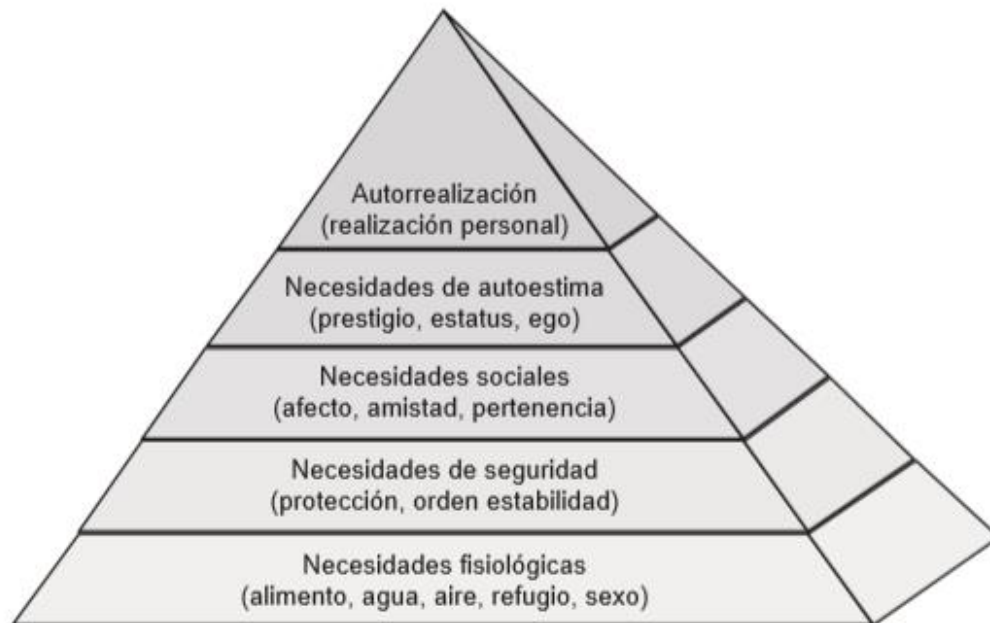 Autorrealización
(realización personal)
Necesidades de autoestima
(prestigio, estatus, ego)
Necesidades sociales
(afecto, amistad, pertenencia)
Necesidades de seguridad
(protección, orden estabilidad)
Necesidades fisiológicas
(alimento, agua, aire, refugio, sexo)